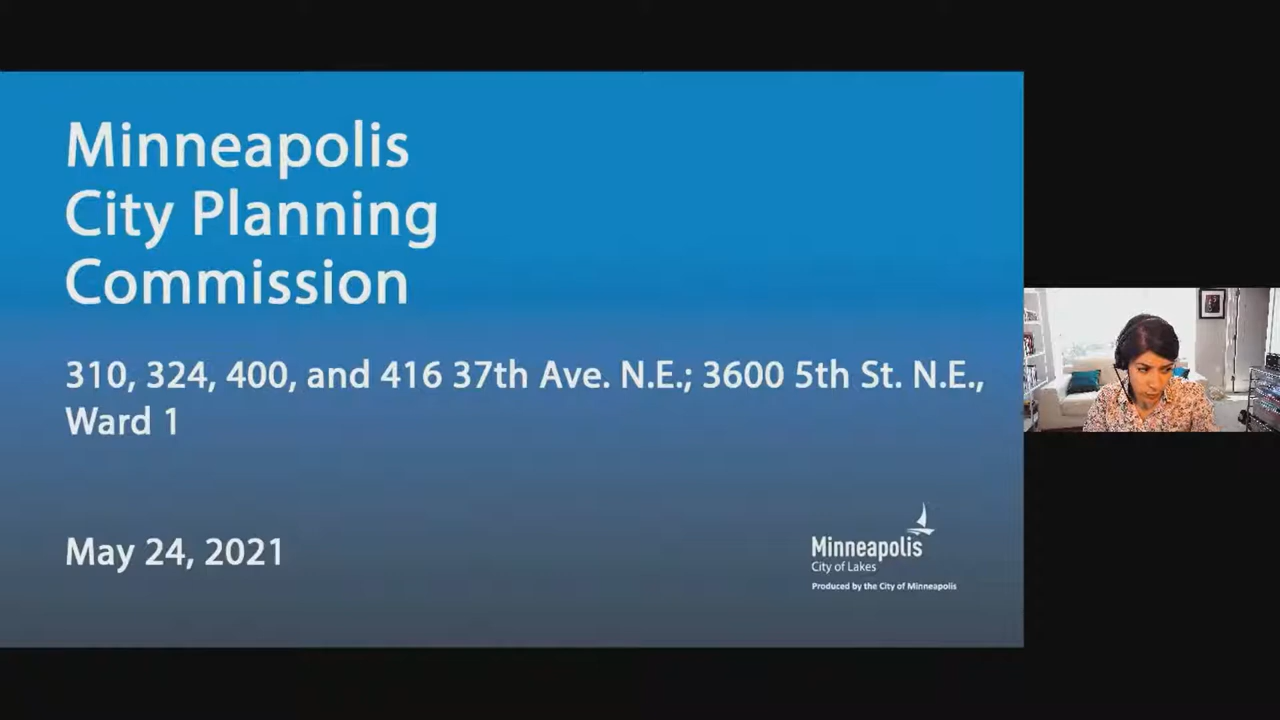 Minneapolis
City Planning
Commission
310, 324, 400, and 416 37th Ave. N.E.; 3600 5th St. N.E.,
Ward 1
May 24, 2021
Minneapolis
City of Lakes
Produced by the City of Minneapolis